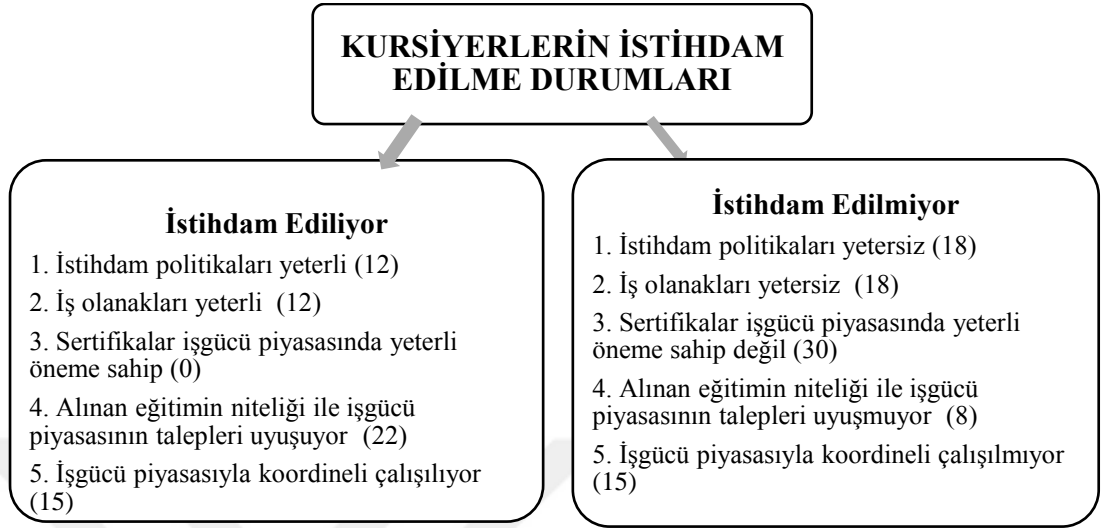 KURSİYERLERİN İSTİHDAM
EDİLME DURUMLARI
İstihdam Ediliyor
1. İstihdam politikaları yeterli (12)
2. İş olanakları yeterli (12)
3. Sertifikalar işgücü piyasasında yeterli
öneme sahip (0)
4. Alınan eğitimin niteliği ile işgücü
piyasasının talepleri uyuşuyor (22)
5. İşgücü piyasasıyla koordineli çalışılıyor
(15)
İstihdam Edilmiyor
1. İstihdam politikaları yetersiz (18)
2. İş olanakları yetersiz (18)
3. Sertifikalar işgücü piyasasında yeterli
öneme sahip değil (30)
4. Alınan eğitimin niteliği ile işgücü
piyasasının talepleri uyuşmuyor (8)
5. İşgücü piyasasıyla koordineli çalışılmıyor
(15)